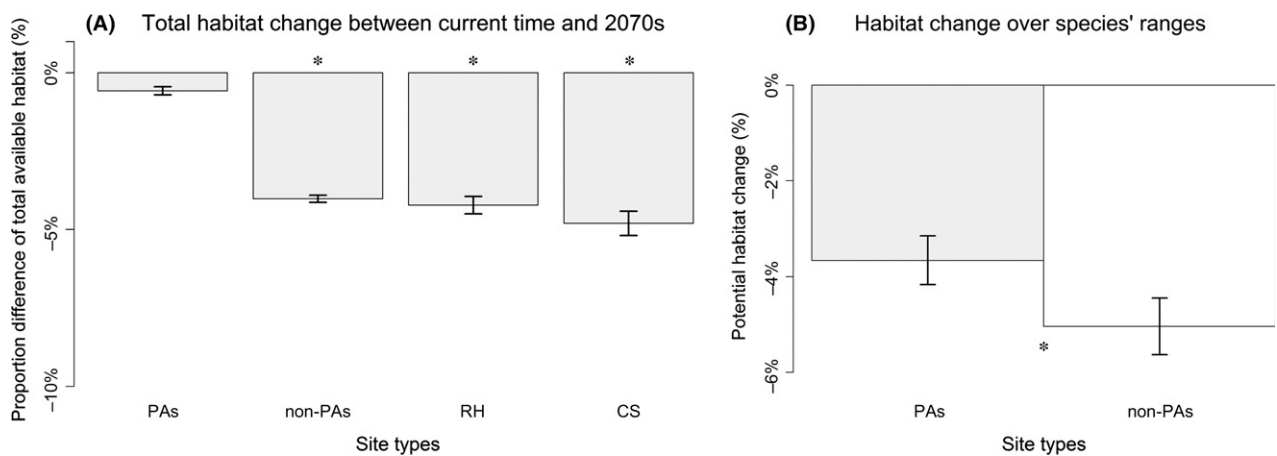 (A) Total habitat change between current time and 2070s
Proportion difference of total available habitat (%)
0%
−5%
−10%
* * *
PAs non-PAs RH CS
Site types
(B) Habitat change over species' ranges
Potential habitat change (%)
0%
−2%
−4%
−6%
*
PAs non-PAs
Site types